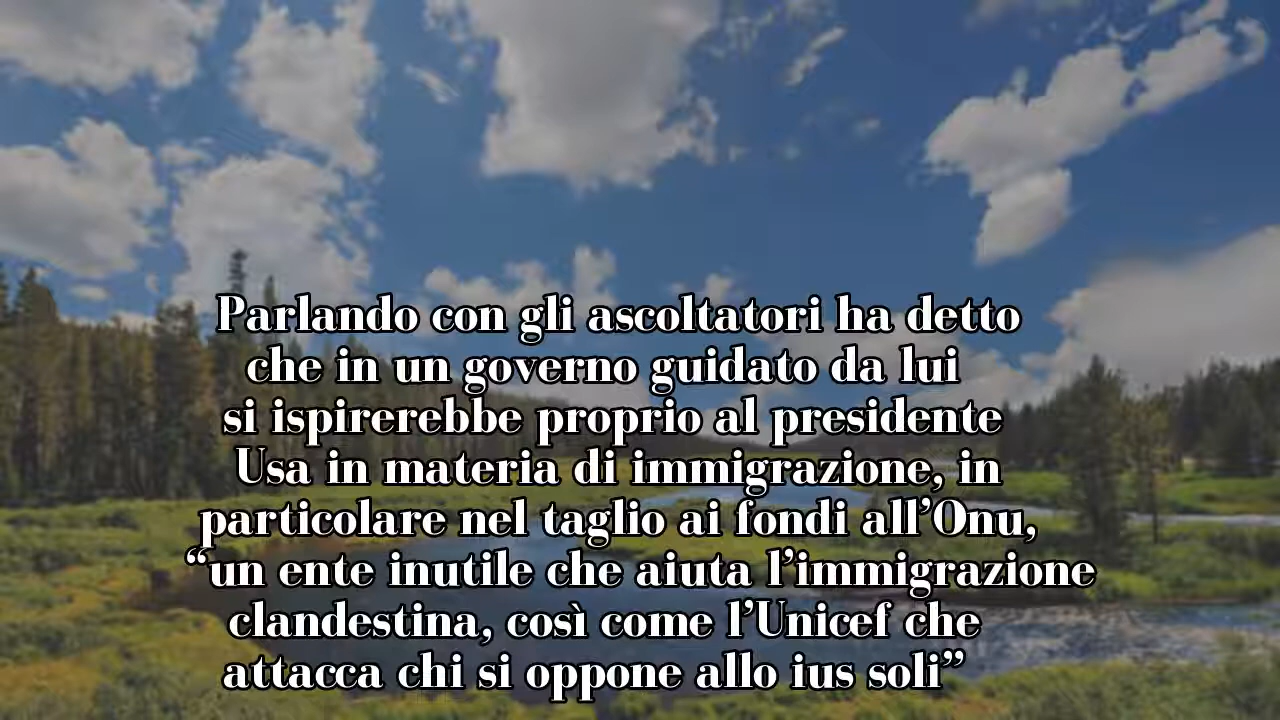 Parlando con gli ascoltatori ha detto
che in un governo guidato da lui
si ispirerebbe proprio al presidente
Usa in materia di immigrazione, in
particolare nel taglio ai fondi all’Onu,
“un ente inutile che aiuta l’immigrazione
clandestina, così come l’Unicef che
attacca chi si oppone allo ius soli”